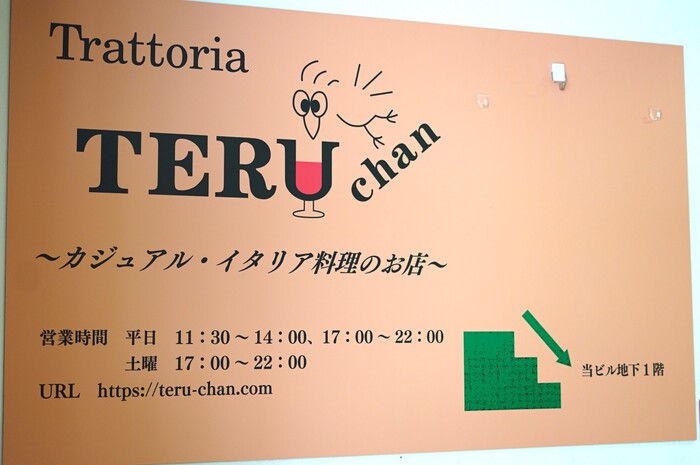 Trattoria
TERU chan
～カジュアル・イタリア料理のお店～
営業時間　平日　11：30～14：00、17：00～22：00
土曜　17：00～22：00
URL　https://teru-chan.com
当ビル地下1階